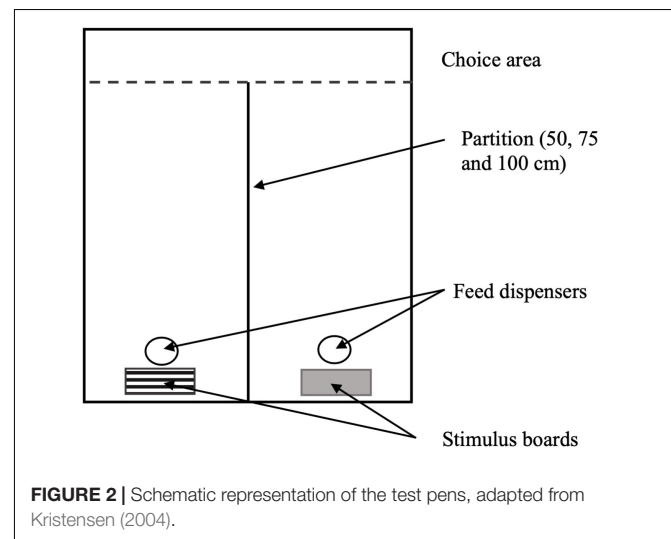 Choice area
Partition (50, 75
and 100 cm)
Feed dispensers
Stimulus boards
FIGURE 2 | Schematic representation of the test pens, adapted from
Kristensen (2004).